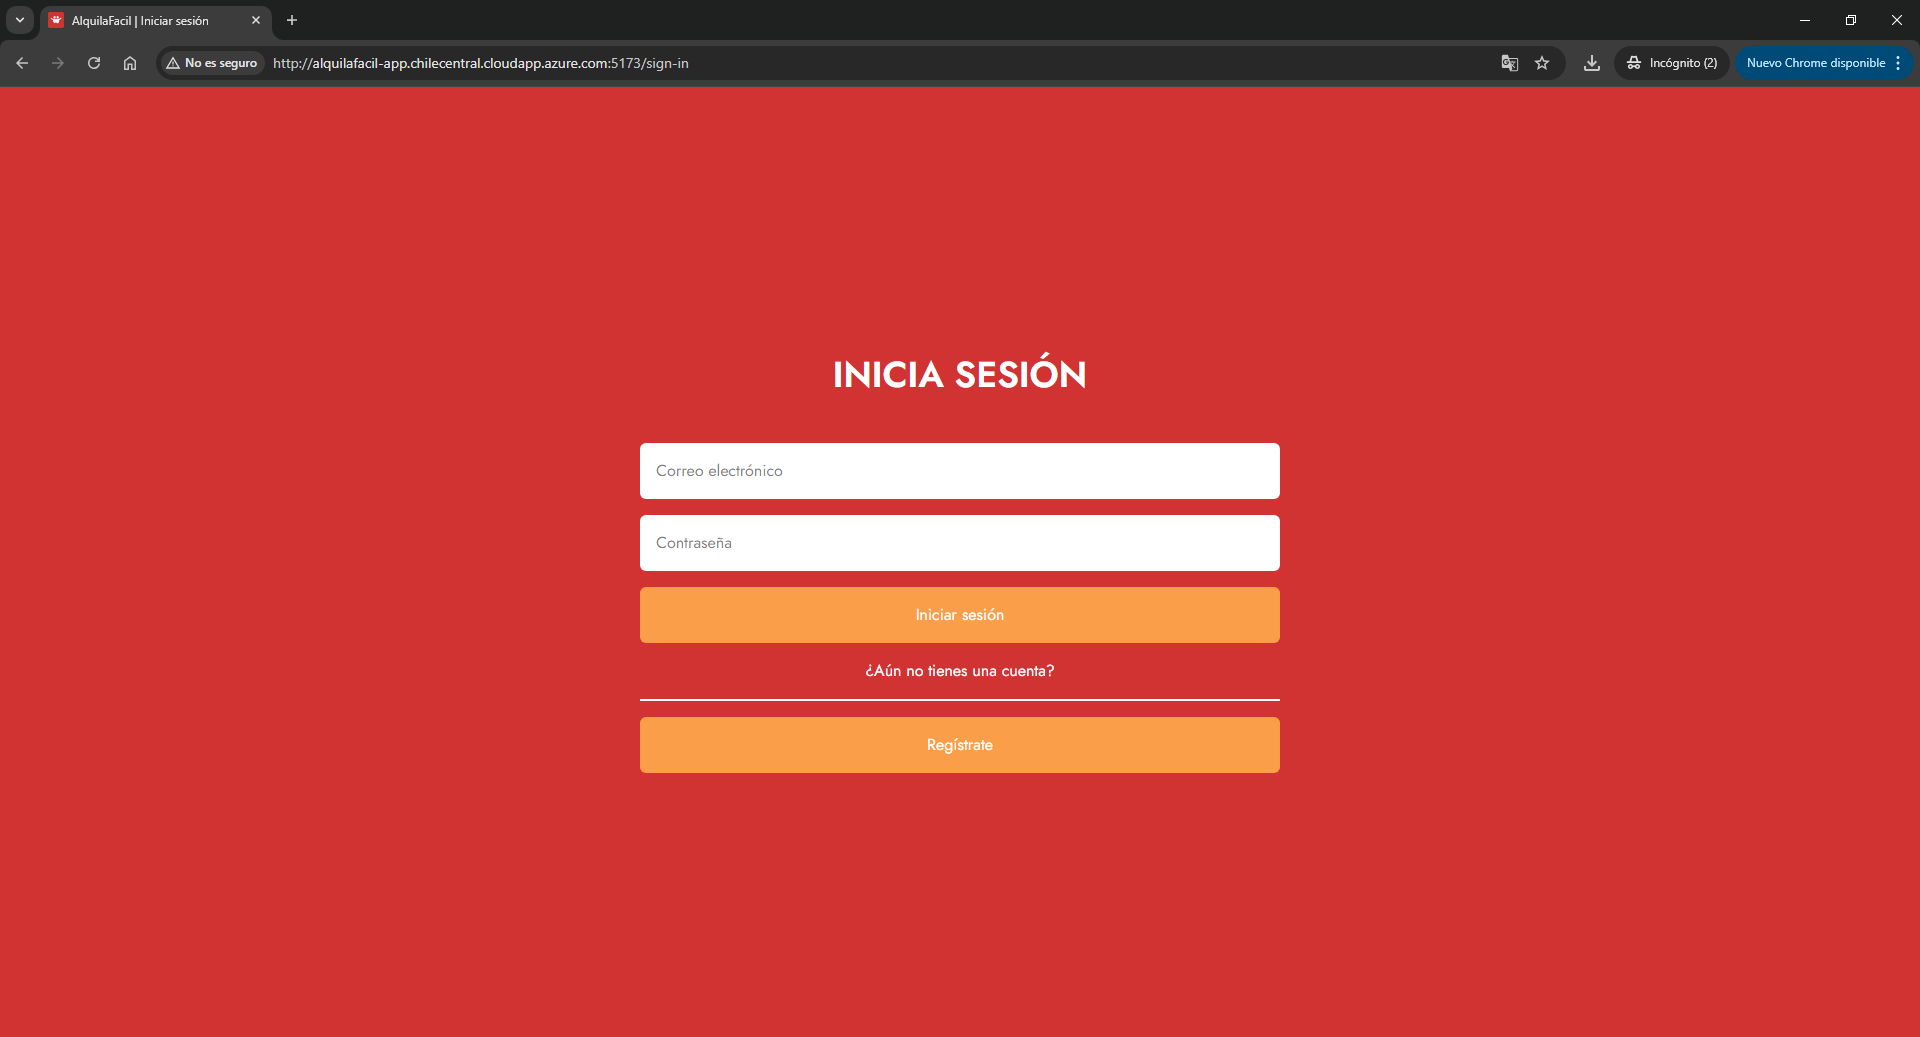 AlquilaFacil | Iniciar sesión
No es seguro
http://alquilafacil-app.chilecentral.cloudapp.azure.com:5173/sign-in
Incógnito (2)
Nuevo Chrome disponible
INICIA SESIÓN
Correo electrónico
Contraseña
Iniciar sesión
¿Aún no tienes una cuenta?
Regístrate